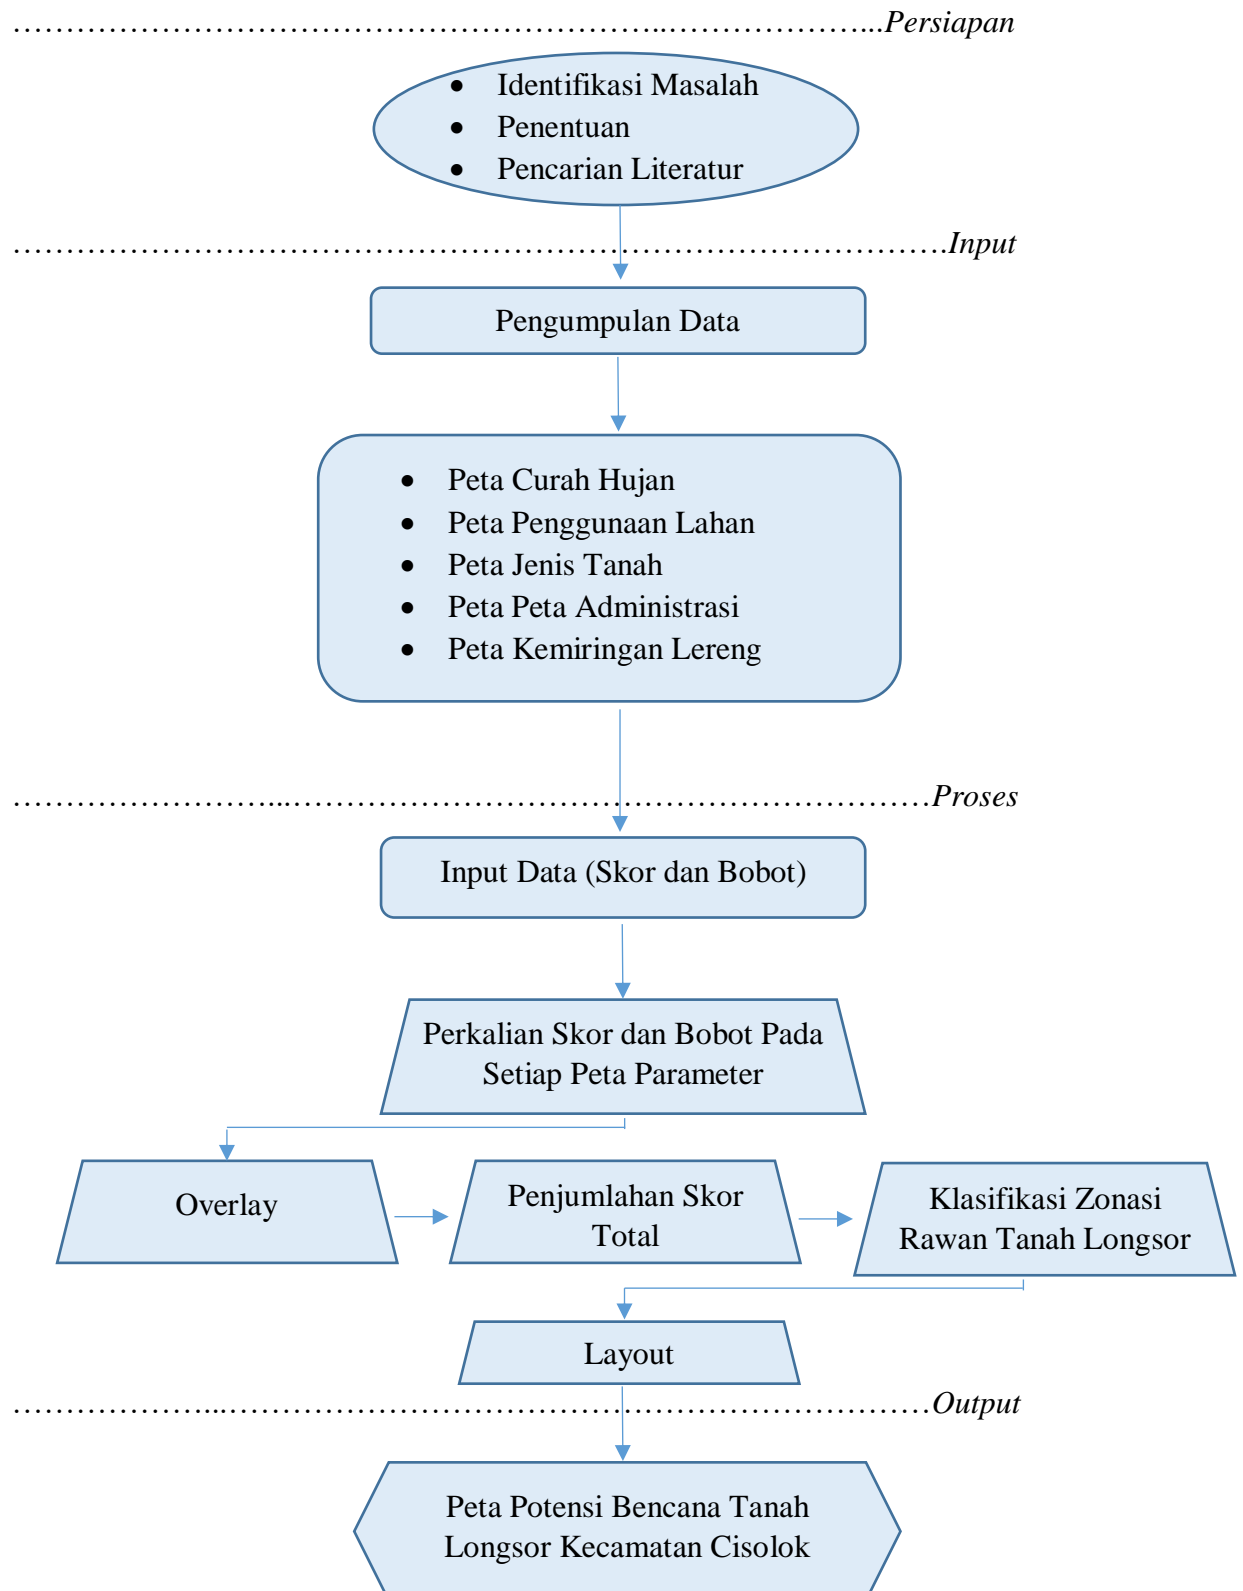 ……………………………………………………..………………...Persiapan
• Identifikasi Masalah
• Penentuan
• Pencarian Literatur
…………………………………………………………………………….Input
Pengumpulan Data
• Peta Curah Hujan
• Peta Penggunaan Lahan
• Peta Jenis Tanah
• Peta Peta Administrasi
• Peta Kemiringan Lereng
……………………...……………………………………………………Proses
Input Data (Skor dan Bobot)
Perkalian Skor dan Bobot Pada
Setiap Peta Parameter
Overlay
Penjumlahan Skor
Total
Klasifikasi Zonasi
Rawan Tanah Longsor
Layout
………………...…………………………………………………………Output
Peta Potensi Bencana Tanah
Longsor Kecamatan Cisolok